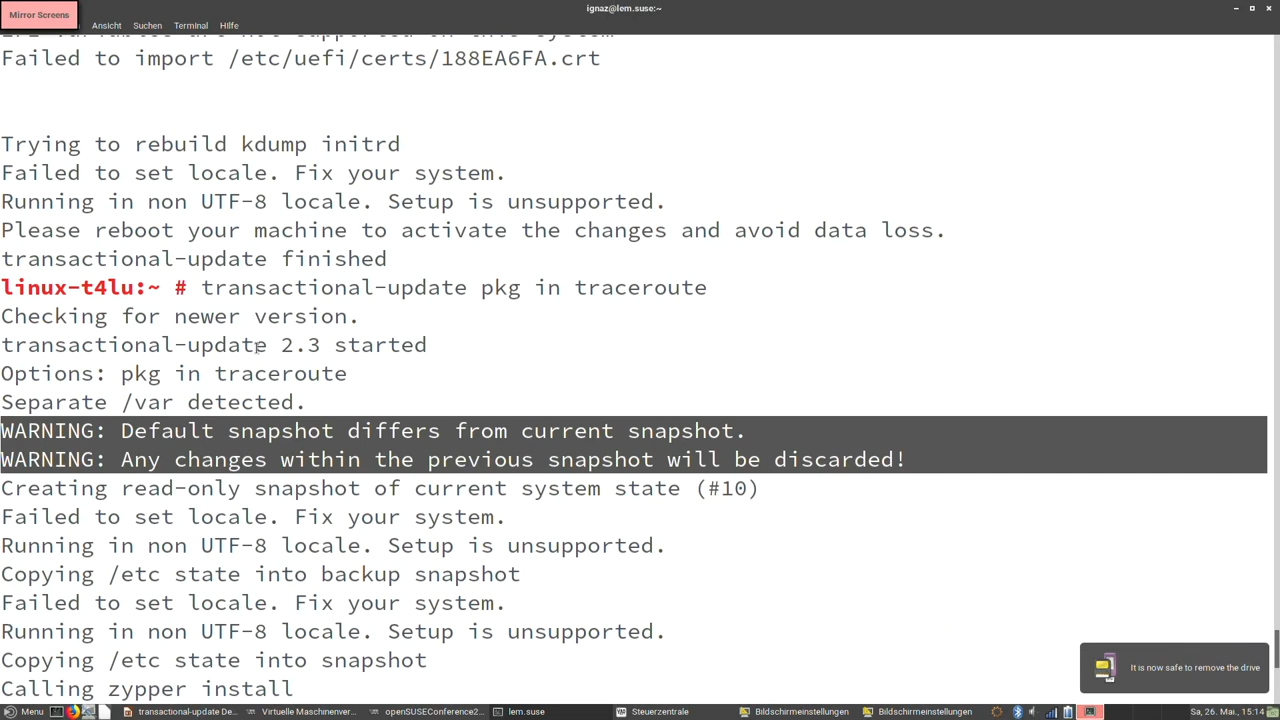 ignaz@lem.suse:~
Mirror Screens
Ansicht Suchen Terminal Hilfe
Failed to import /etc/uefi/certs/188EA6FA.crt
Trying to rebuild kdump initrd
Failed to set locale. Fix your system.
Running in non UTF-8 locale. Setup is unsupported.
Please reboot your machine to activate the changes and avoid data loss.
transactional-update finished
linux-t4lu:~ # transactional-update pkg in traceroute
Checking for newer version.
transactional-update 2.3 started
Options: pkg in traceroute
Separate /var detected.
WARNING: Default snapshot differs from current snapshot.
WARNING: Any changes within the previous snapshot will be discarded!
Creating read-only snapshot of current system state (#10)
Failed to set locale. Fix your system.
Running in non UTF-8 locale. Setup is unsupported.
Copying /etc state into backup snapshot
Failed to set locale. Fix your system.
Running in non UTF-8 locale. Setup is unsupported.
Copying /etc state into snapshot
Calling zypper install
It is now safe to remove the drive
Menu transactional-update De... Virtuelle Maschinenver... openSUSEConference2... lem.suse Steuerzentrale Bildschirmeinstellungen Bildschirmeinstellungen Sa, 26. Mai, 15:14